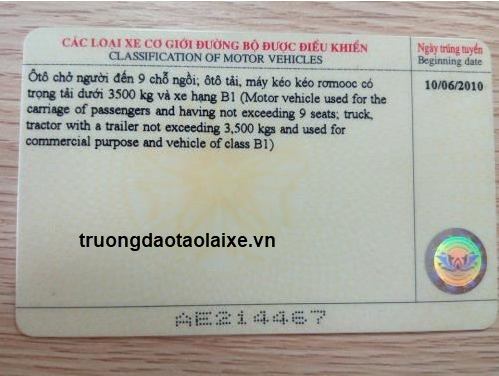 CÁC LOẠI XE CƠ GIỚI ĐƯỜNG BỘ ĐƯỢC ĐIỀU KHIỂN
CLASSIFICATION OF MOTOR VEHICLES
Ngày trúng tuyển
Beginning date
Ôtô chở người đến 9 chỗ ngồi; ôtô tải, máy kéo kéo rơmooc có
trọng tải dưới 3500 kg và xe hạng B1 (Motor vehicle used for the
carriage of passengers and having not exceeding 9 seats; truck,
tractor with a trailer not exceeding 3,500 kgs and used for
commercial purpose and vehicle of class B1)
10/06/2010
truongdaotaolaixe.vn
AE214467